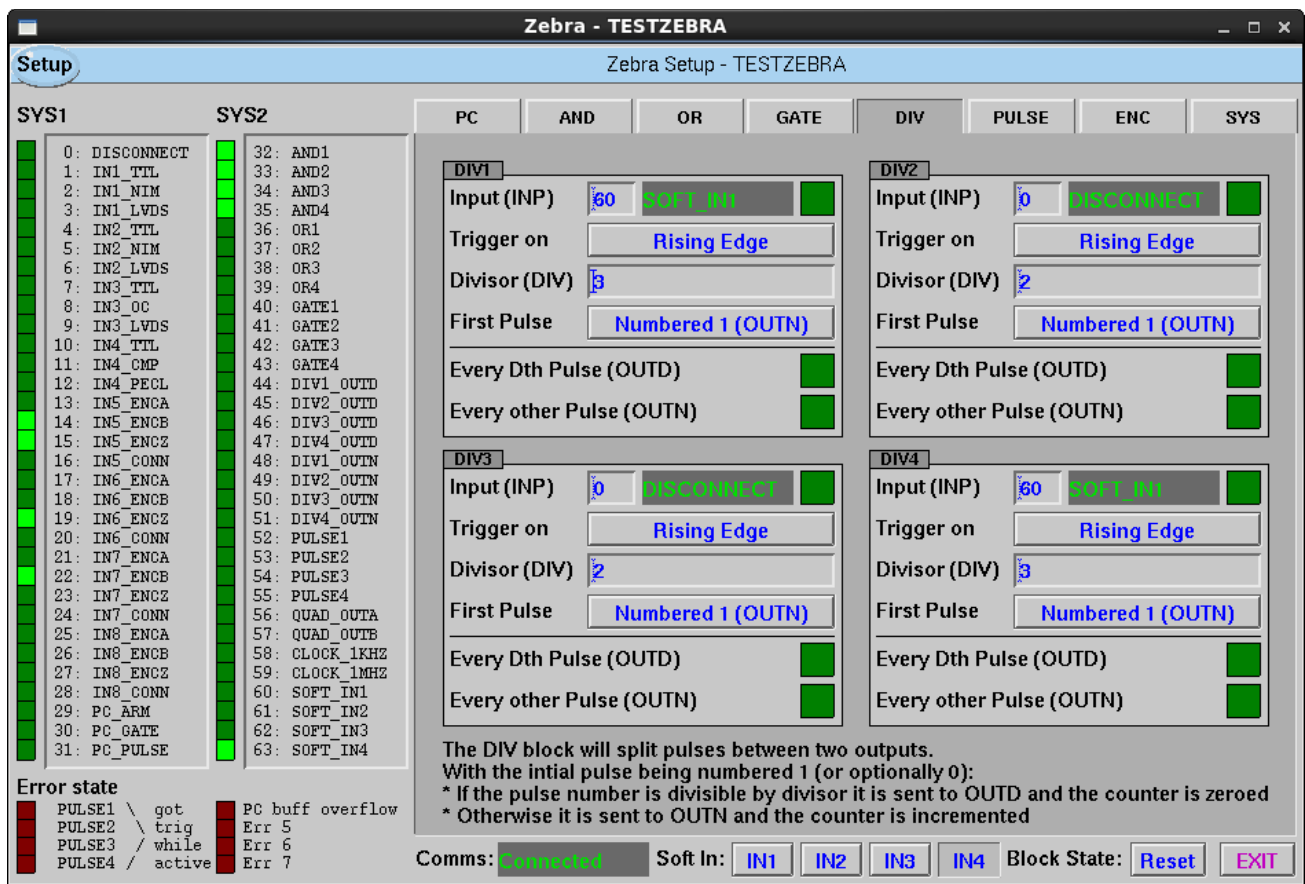 Zebra - TESTZEBRA
Setup
Zebra Setup - TESTZEBRA
SYS1
SYS2
0: DISCONNECT
1: IN1_TTL
2: IN1_NIM
3: IN1_LVDS
4: IN2_TTL
5: IN2_NIM
6: IN2_LVDS
7: IN3_TTL
8: IN3_OC
9: IN3_LVDS
10: IN4_TTL
11: IN4_CMP
12: IN4_PECL
13: IN5_ENCA
14: IN5_ENCB
15: IN5_ENCZ
16: IN5_CONN
17: IN6_ENCA
18: IN6_ENCB
19: IN6_ENCZ
20: IN6_CONN
21: IN7_ENCA
22: IN7_ENCB
23: IN7_ENCZ
24: IN7_CONN
25: IN8_ENCA
26: IN8_ENCB
27: IN8_ENCZ
28: IN8_CONN
29: PC_ARM
30: PC_GATE
31: PC_PULSE
32: AND1
33: AND2
34: AND3
35: AND4
36: OR1
37: OR2
38: OR3
39: OR4
40: GATE1
41: GATE2
42: GATE3
43: GATE4
44: DIV1_OUTD
45: DIV2_OUTD
46: DIV3_OUTD
47: DIV4_OUTD
48: DIV1_OUTN
49: DIV2_OUTN
50: DIV3_OUTN
51: DIV4_OUTN
52: PULSE1
53: PULSE2
54: PULSE3
55: PULSE4
56: QUAD_OUTA
57: QUAD_OUTB
58: CLOCK_1KHZ
59: CLOCK_1MHZ
60: SOFT_IN1
61: SOFT_IN2
62: SOFT_IN3
63: SOFT_IN4
Error state
PULSE1 \ got
PULSE2 \ trig
PULSE3 / while
PULSE4 / active
PC buff overflow
Err 5
Err 6
Err 7
PC AND OR GATE DIV PULSE ENC SYS
DIV1
Input (INP) 60 SOFT_IN1
Trigger on Rising Edge
Divisor (DIV) 3
First Pulse Numbered 1 (OUTN)
Every Dth Pulse (OUTD)
Every other Pulse (OUTN)
DIV2
Input (INP) 0 DISCONNECT
Trigger on Rising Edge
Divisor (DIV) 2
First Pulse Numbered 1 (OUTN)
Every Dth Pulse (OUTD)
Every other Pulse (OUTN)
DIV3
Input (INP) 0 DISCONNECT
Trigger on Rising Edge
Divisor (DIV) 2
First Pulse Numbered 1 (OUTN)
Every Dth Pulse (OUTD)
Every other Pulse (OUTN)
DIV4
Input (INP) 60 SOFT_IN1
Trigger on Rising Edge
Divisor (DIV) 3
First Pulse Numbered 1 (OUTN)
Every Dth Pulse (OUTD)
Every other Pulse (OUTN)
The DIV block will split pulses between two outputs.
With the intial pulse being numbered 1 (or optionally 0):
* If the pulse number is divisible by divisor it is sent to OUTD and the counter is zeroed
* Otherwise it is sent to OUTN and the counter is incremented
Comms: Connected Soft In: IN1 IN2 IN3 IN4 Block State: Reset EXIT